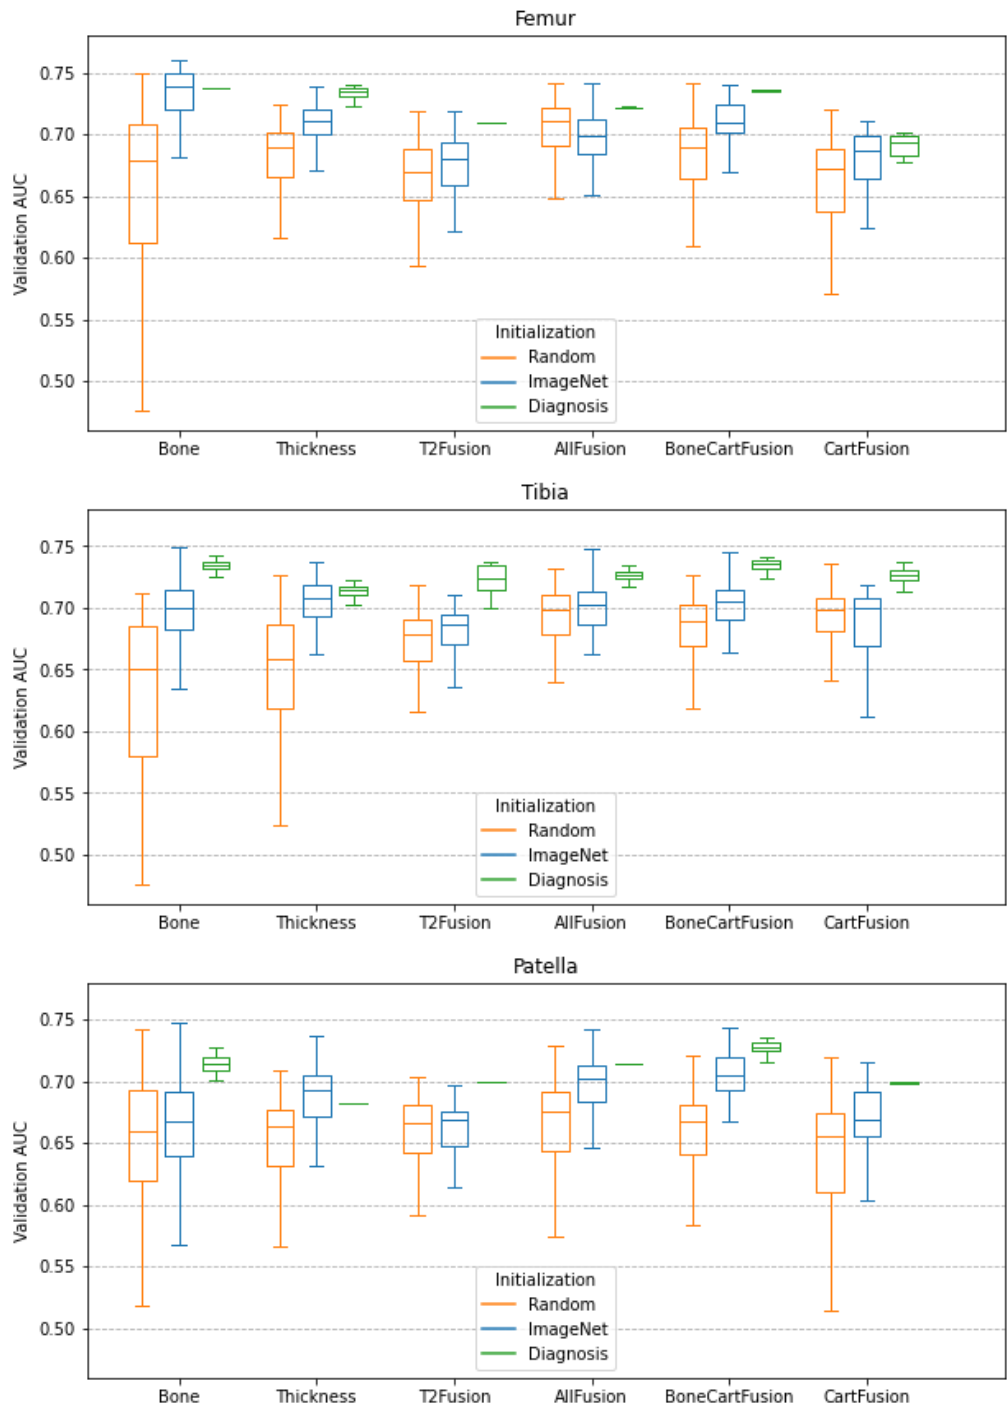 Femur
Validation AUC
0.75
0.70
0.65
0.60
0.55
0.50
Initialization
Random
ImageNet
Diagnosis
Bone Thickness T2Fusion AllFusion BoneCartFusion CartFusion
Tibia
Validation AUC
0.75
0.70
0.65
0.60
0.55
0.50
Initialization
Random
ImageNet
Diagnosis
Bone Thickness T2Fusion AllFusion BoneCartFusion CartFusion
Patella
Validation AUC
0.75
0.70
0.65
0.60
0.55
0.50
Initialization
Random
ImageNet
Diagnosis
Bone Thickness T2Fusion AllFusion BoneCartFusion CartFusion